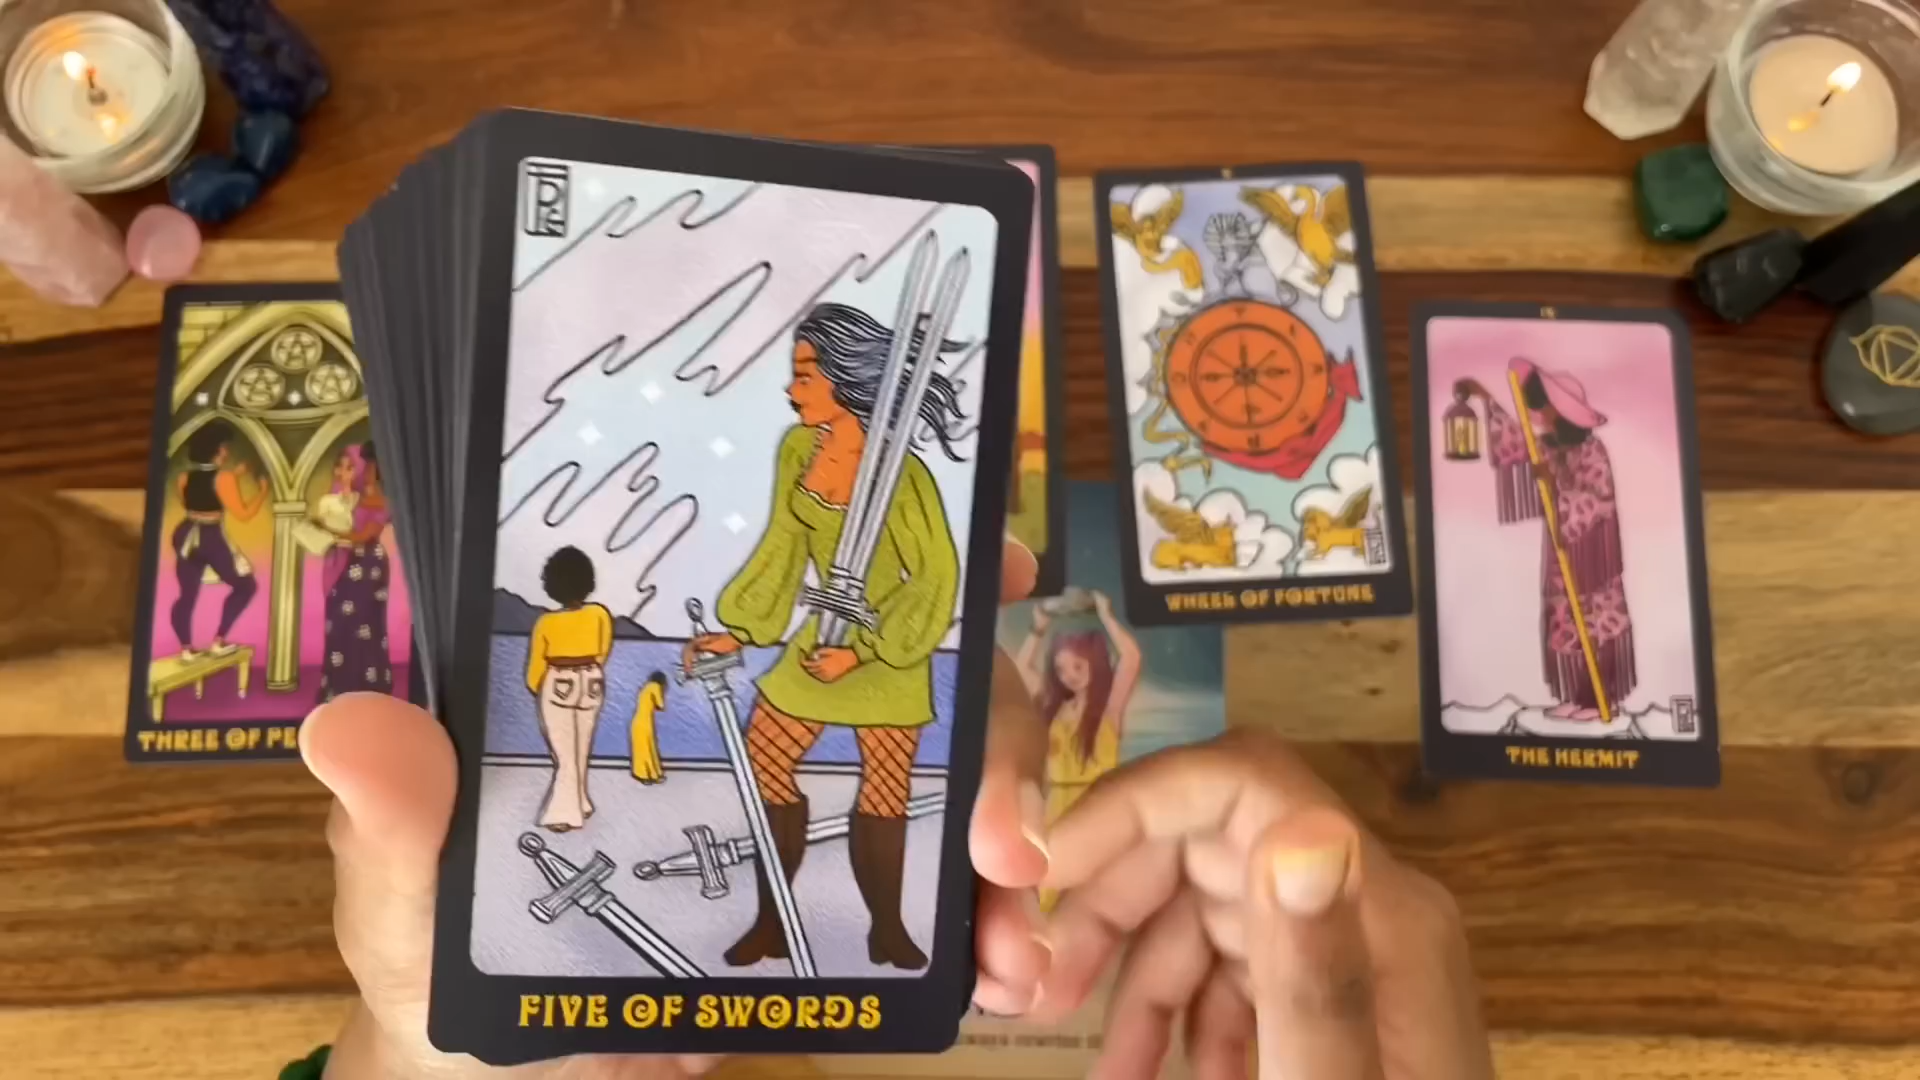 THREE OF PE
FIVE OF SWORDS
WHEEL OF FORTUNE
THE HERMIT